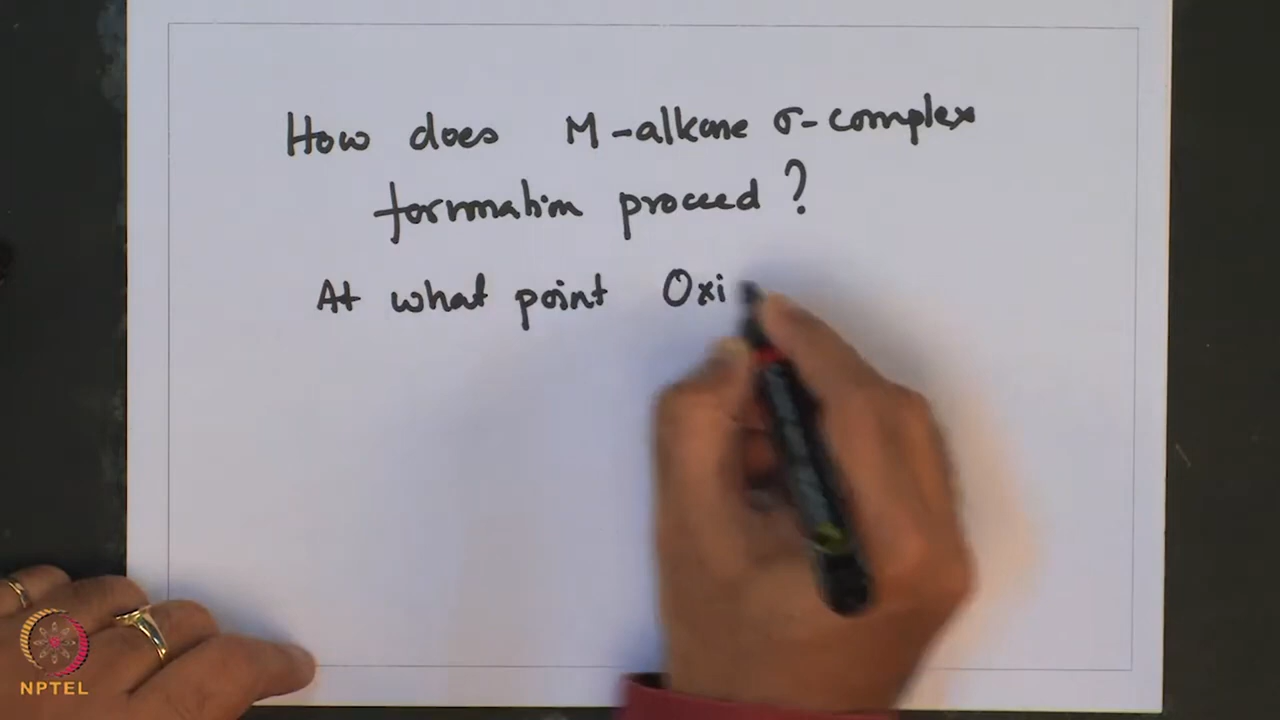 How does M-alkane σ-complex
formation proceed?
At what point Oxi
NPTEL